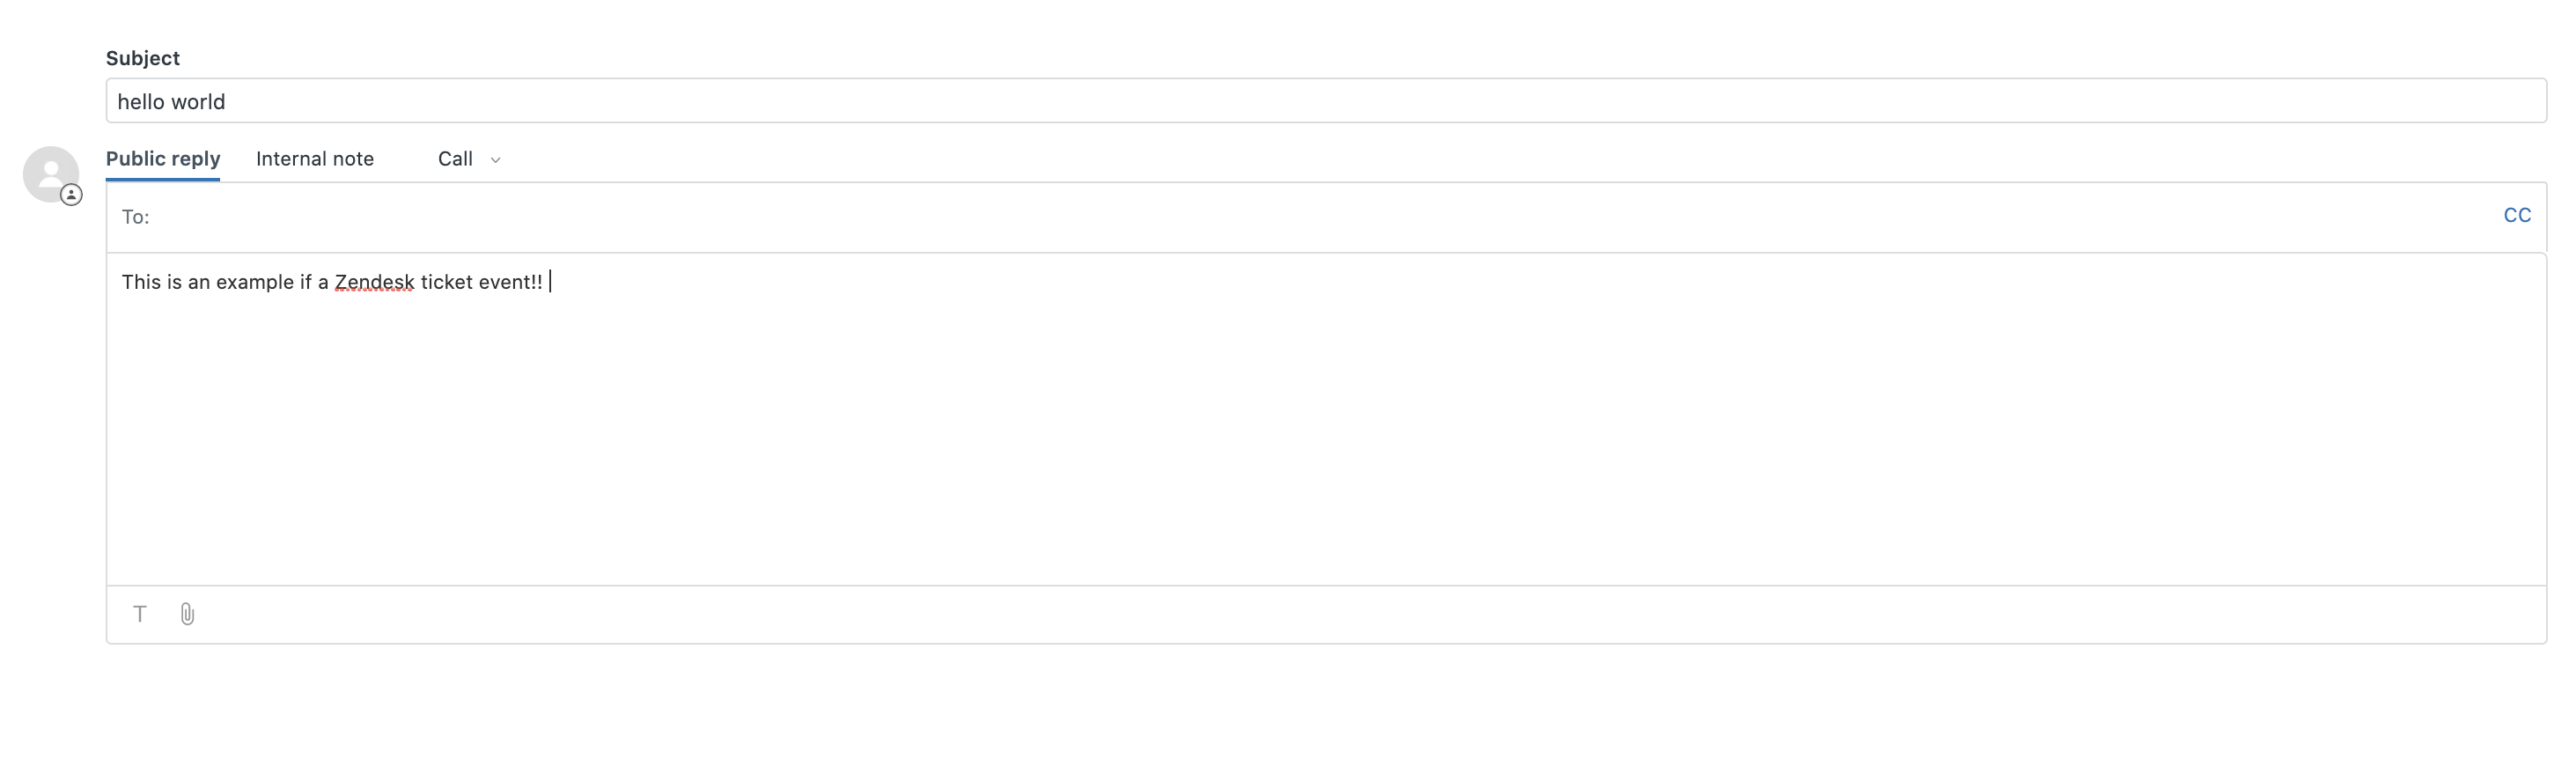 Subject
hello world
Public reply Internal note Call
To: CC
This is an example if a Zendesk ticket event!!
T